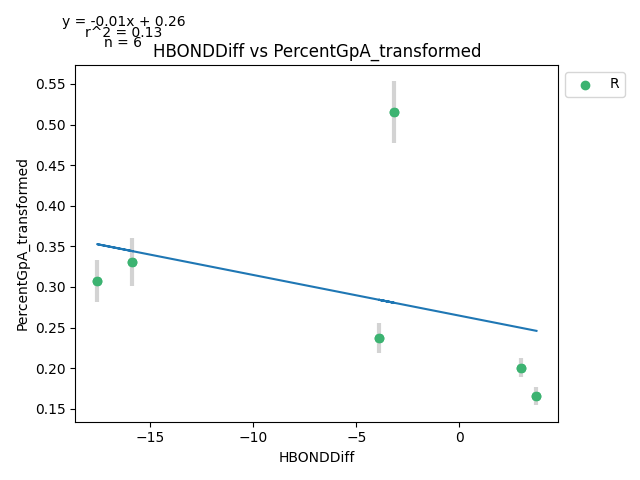 y = -0.01x + 0.26
r^2 = 0.13
n = 6
HBONDDiff vs PercentGpA_transformed
R
PercentGpA_transformed
0.55
0.50
0.45
0.40
0.35
0.30
0.25
0.20
0.15
−15
−10
−5
0
HBONDDiff